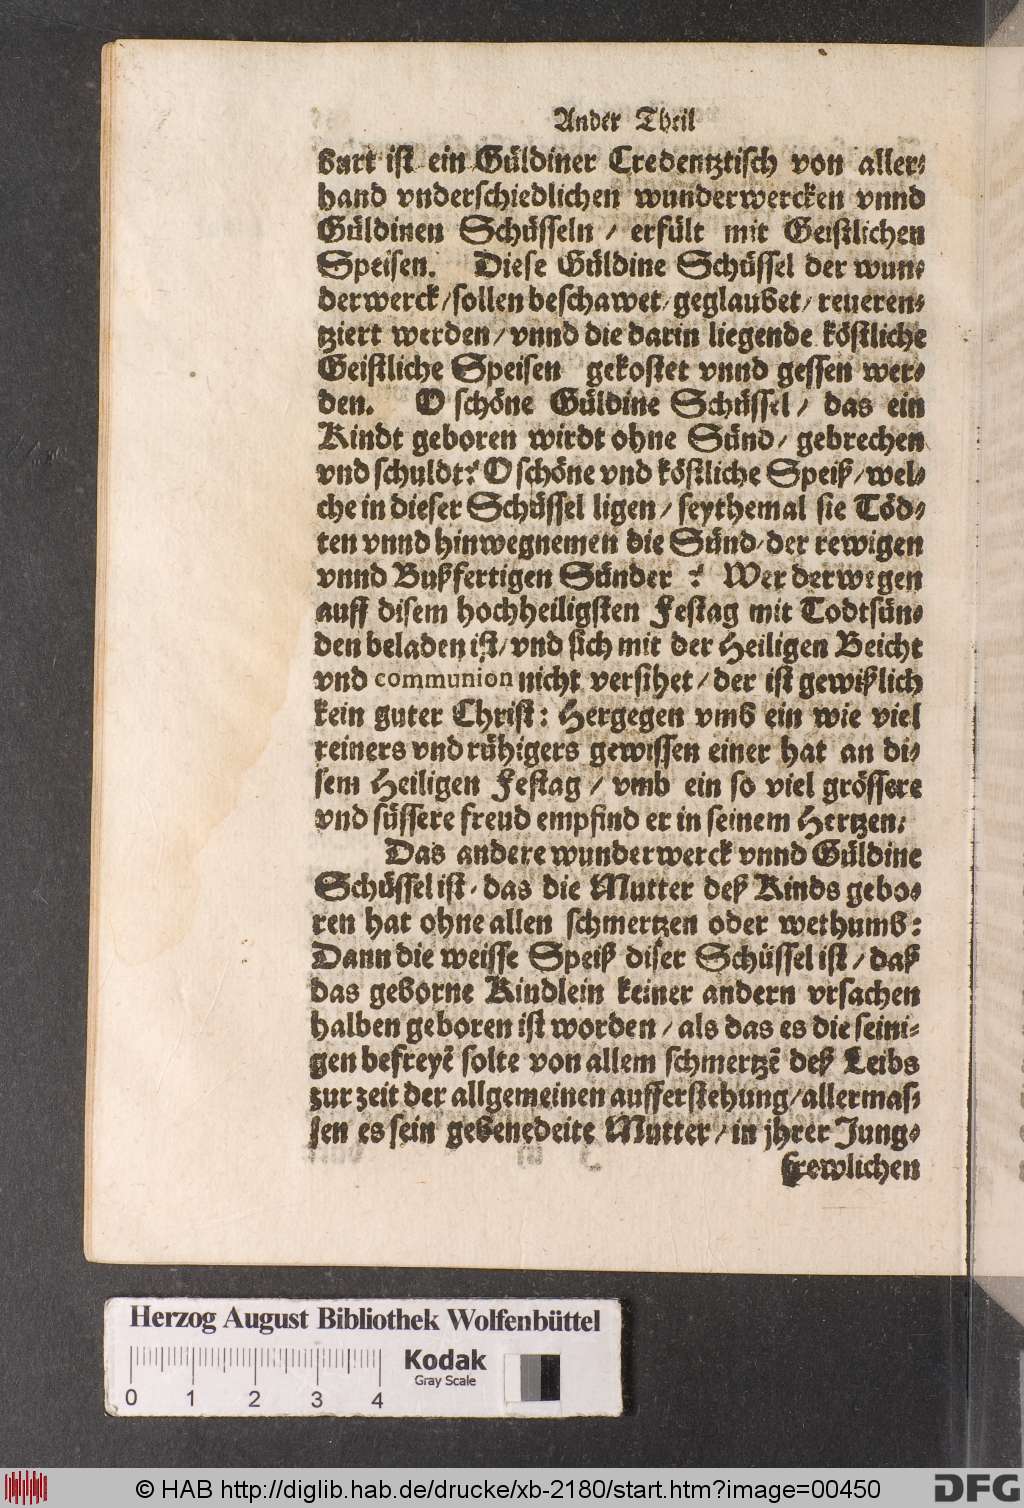 Ander Theil
burt ist ein Güldiner Credentztisch von aller⸗
hand vnderschiedlichen wunderwercken vnnd
Güldinen Schüsseln / erfült mit Geistlichen
Speisen. Diese Güldine Schüssel der wun⸗
derwerck / sollen beschawet / geglaubet / reueren⸗
tziert werden / vnnd die darin liegende köstliche
Geistliche Speisen gekostet vnnd gessen wer⸗
den. O schöne Güldine Schüssel / das ein
Kindt geboren wirdt ohne Sünd / gebrechen
vnd schuldt? O schöne vnd köstliche Speiß / wel⸗
che in dieser Schüssel ligen / seythemal sie Töd⸗
ten vnnd hinwegnemen die Sünd / der rewigen
vnnd Bußfertigen Sünder ? Wer derwegen
auff disem hochheiligsten Festag mit Todtsün⸗
den beladen ist / vnd sich mit der Heiligen Beicht
vnd communion nicht versihet / der ist gewißlich
kein guter Christ: Hergegen vmb ein wie viel
reiners vnd rühigers gewissen einer hat an di⸗
sem Heiligen Festag / vmb ein so viel grössere
vnd süssere freud empfind er in seinem Hertzen.
Das andere wunderwerck vnnd Güldine
Schüssel ist / das die Mutter deß Kinds gebo⸗
ren hat ohne allen schmertzen oder wethumb:
Dann die weisse Speiß diser Schüssel ist / daß
das geborne Kindlein keiner andern vrsachen
halben geboren ist worden / als das es die seini⸗
gen befreyẽ solte von allem schmertzẽ deß Leibs
zur zeit der allgemeinen aufferstehung / allermas⸗
sen es sein gebenedeite Mutter / in jhrer Jung⸗
frewlichen
Herzog August Bibliothek Wolfenbüttel
Kodak
Gray Scale
0 1 2 3 4
© HAB http://diglib.hab.de/drucke/xb-2180/start.htm?image=00450
DFG